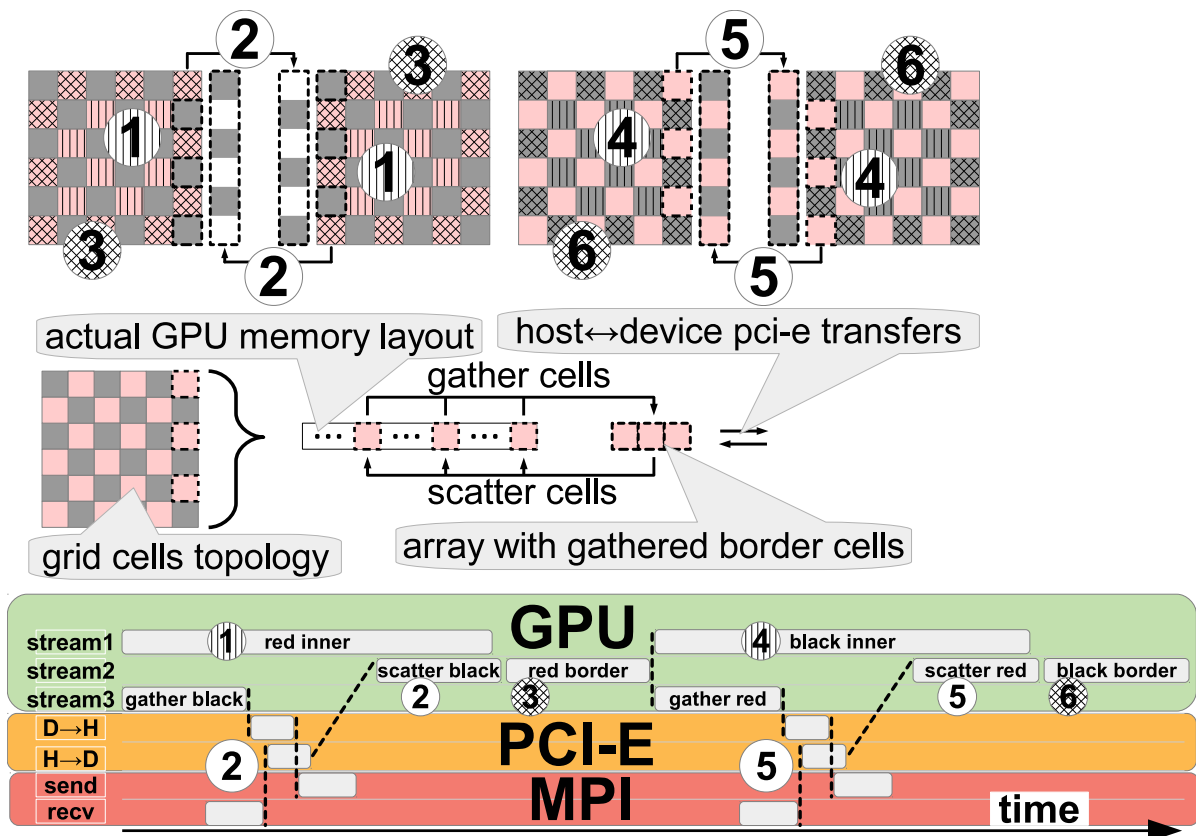 2
5
3
6
1
4
1
4
3
6
2
5
actual GPU memory layout
host↔device pci-e transfers
gather cells
... ... ...
scatter cells
grid cells topology
array with gathered border cells
GPU
stream1
1
red inner
4
black inner
stream2
scatter black
red border
scatter red
black border
stream3
gather black
2
3
gather red
5
6
PCI-E
D→H
H→D
2
5
MPI
send
recv
time